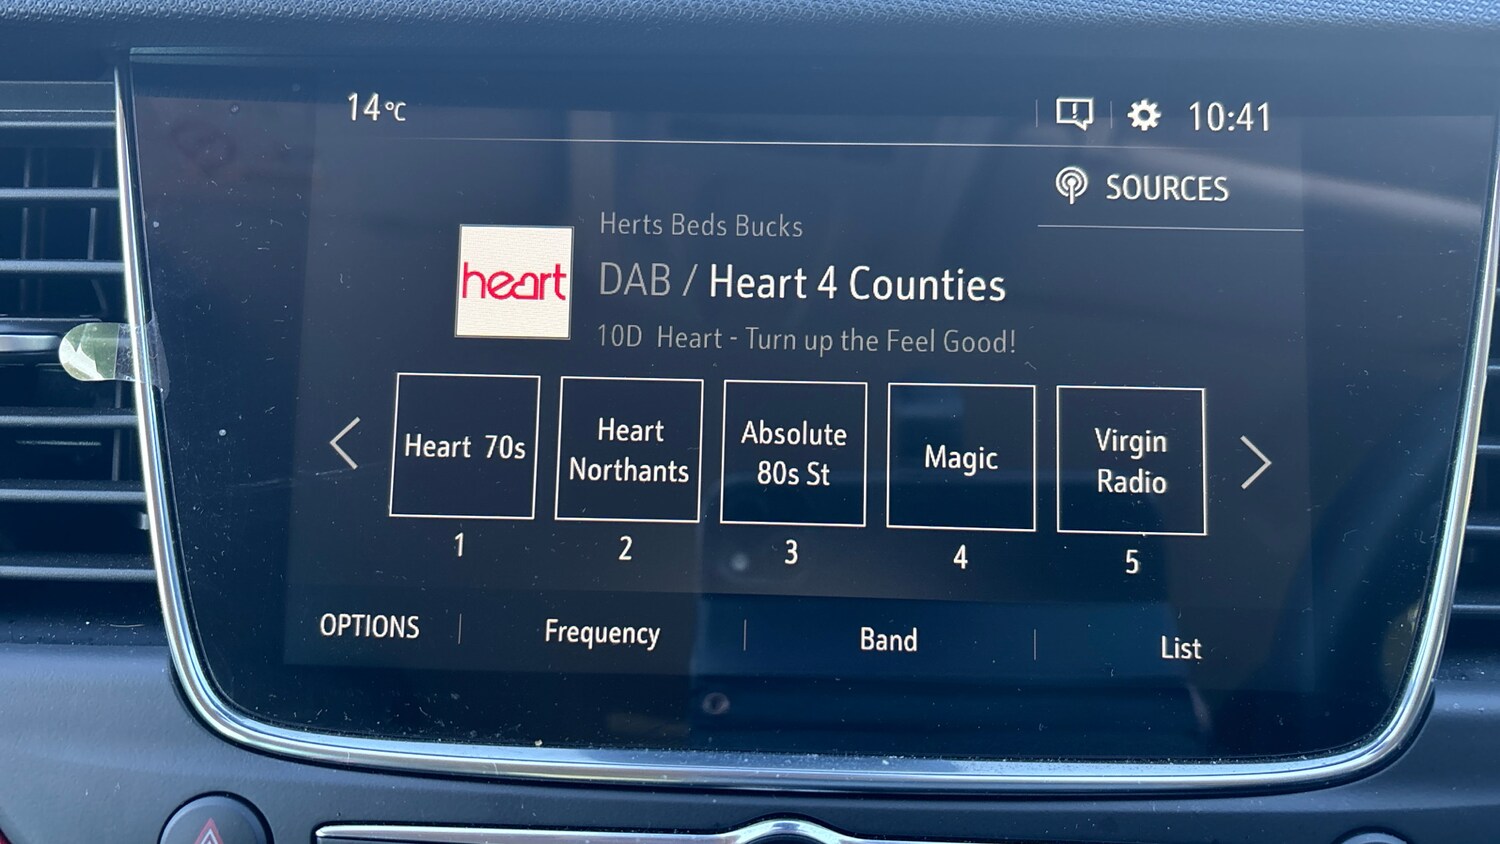 14°C
10:41
SOURCES
Herts Beds Bucks
heart
DAB / Heart 4 Counties
10D Heart - Turn up the Feel Good!
Heart 70s
Heart
Northants
Absolute
80s St
Magic
Virgin
Radio
1
2
3
4
5
OPTIONS
Frequency
Band
List